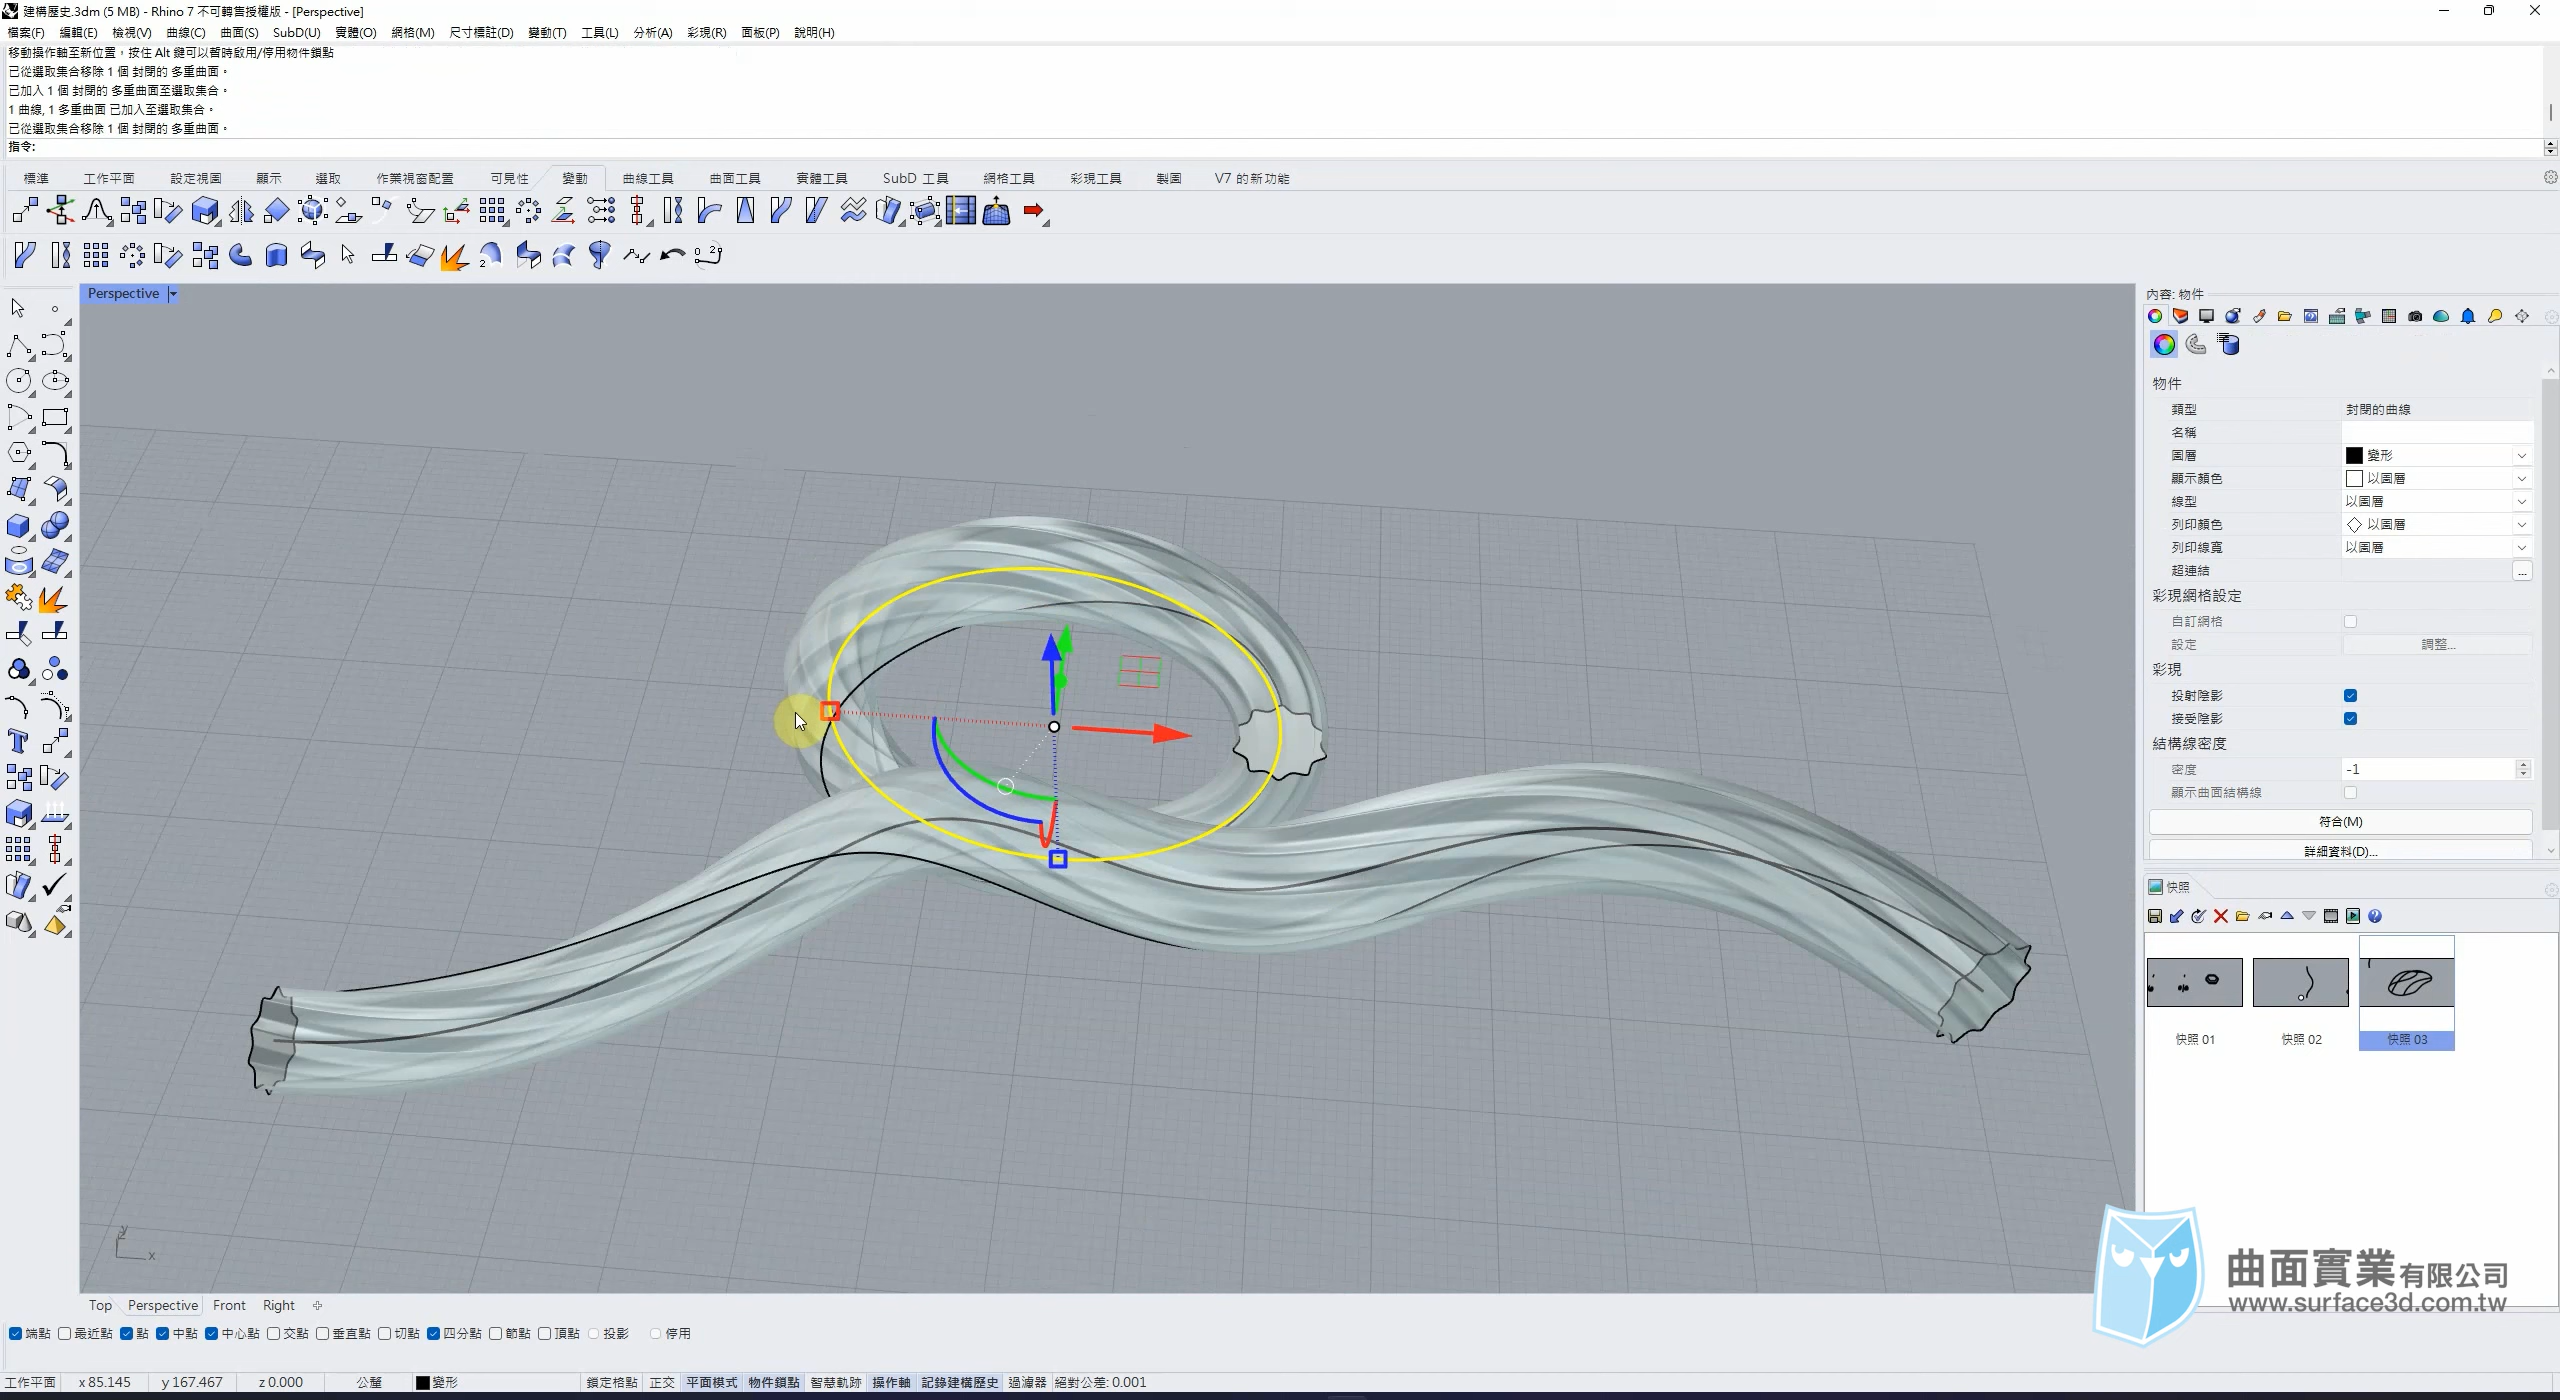 建構歷史.3dm (5 MB) - Rhino 7 不可轉售授權版 - [Perspective]
檔案(F) 編輯(E) 檢視(V) 曲線(C) 曲面(S) SubD(U) 實體(O) 網格(M) 尺寸標註(D) 變動(T) 工具(L) 分析(A) 彩現(R) 面板(P) 說明(H)
移動操作軸至新位置，按住 Alt 鍵可以暫時啟用/停用物件鎖點
已從選取集合移除 1 個 封閉的 多重曲面。
已加入 1 個 封閉的 多重曲面至選取集合。
1 曲線, 1 多重曲面 已加入至選取集合。
已從選取集合移除 1 個 封閉的 多重曲面。
指令:
標準 工作平面 設定視圖 顯示 選取 作業視窗配置 可見性 變動 曲線工具 曲面工具 實體工具 SubD 工具 網格工具 彩現工具 製圖 V7 的新功能
Perspective
內容: 物件
物件
類型 封閉的曲線
名稱
圖層 變形
顯示顏色 以圖層
線型 以圖層
列印顏色 以圖層
列印線寬 以圖層
超連結 ...
彩現網格設定
自訂網格
設定 調整...
彩現
投射陰影
接受陰影
結構線密度
密度 -1
顯示曲面結構線
符合(M)
詳細資料(D)...
快照
快照 01 快照 02 快照 03
y
z
x
曲面實業有限公司
www.surface3d.com.tw
Top Perspective Front Right
端點 最近點 點 中點 中心點 交點 垂直點 切點 四分點 節點 頂點 投影 停用
工作平面 x 85.145 y 167.467 z 0.000 公釐 變形 鎖定格點 正交 平面模式 物件鎖點 智慧軌跡 操作軸 記錄建構歷史 過濾器 絕對公差: 0.001